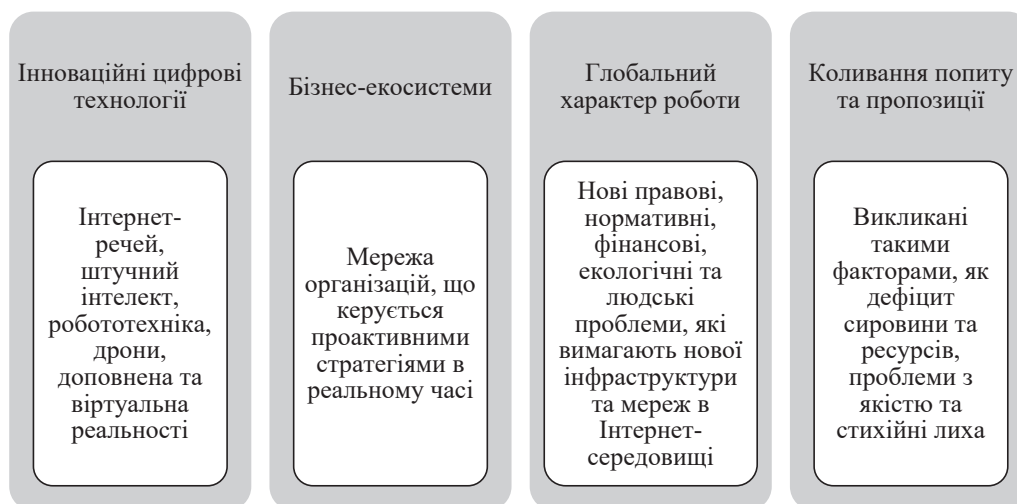 Інноваційні цифрові
технології
Інтернет-
речей,
штучний
інтелект,
робототехніка,
дрони,
доповнена та
віртуальна
реальності
Бізнес-екосистеми
Мережа
організацій, що
керується
проактивними
стратегіями в
реальному часі
Глобальний
характер роботи
Нові правові,
нормативні,
фінансові,
екологічні та
людські
проблеми, які
вимагають нової
інфраструктури
та мереж в
Інтернет-
середовищі
Коливання попиту
та пропозиції
Викликані
такими
факторами, як
дефіцит
сировини та
ресурсів,
проблеми з
якістю та
стихійні лиха